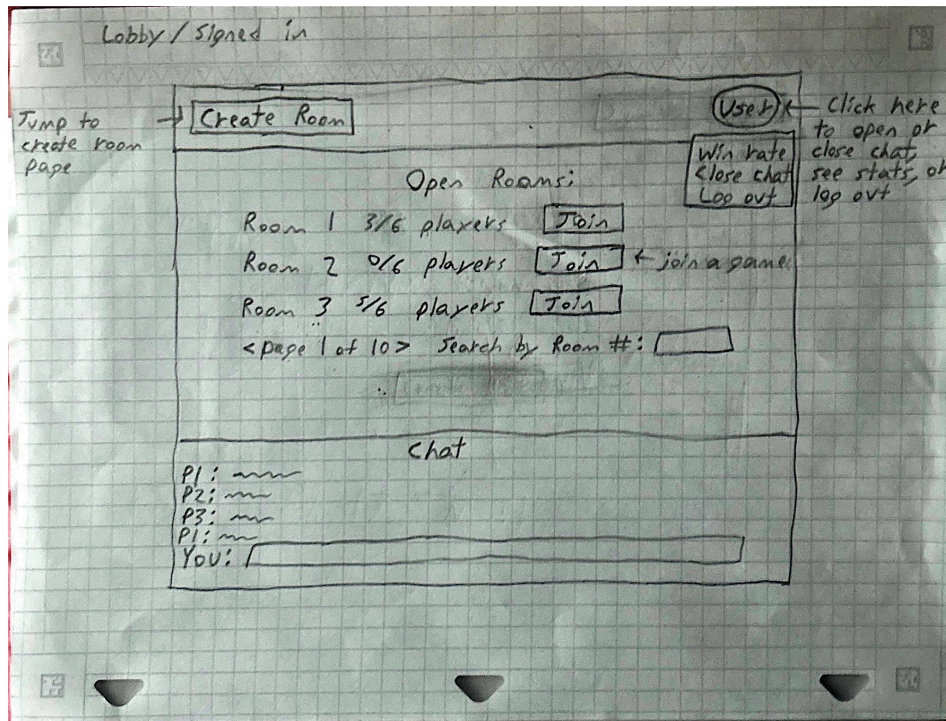 Lobby / Signed in
Jump to
create room
page
Create Room
User
Click here
to open or
close chat,
see stats, or
log out
Win rate
Close chat
Log out
Open Rooms:
Room 1 3/6 players Join
Room 2 0/6 players Join join a game
Room 3 5/6 players Join
<page 1 of 10> Search by Room #:
Chat
P1:
P2:
P3:
P1:
You: